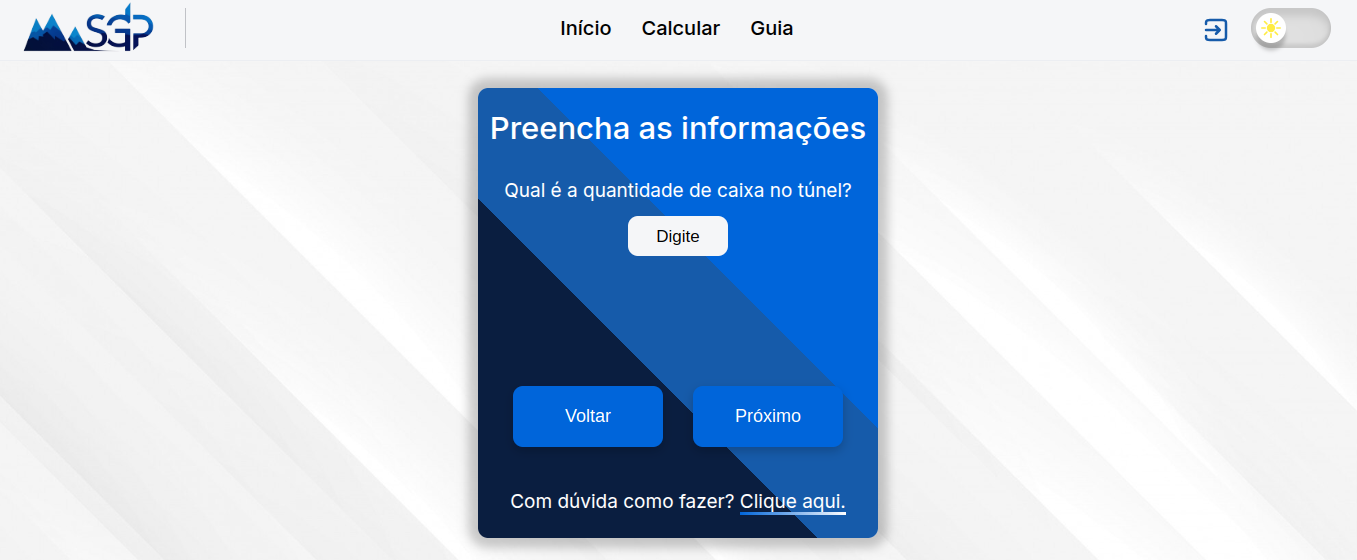 SGP
Início Calcular Guia
Preencha as informações
Qual é a quantidade de caixa no túnel?
Digite
Voltar Próximo
Com dúvida como fazer? Clique aqui.